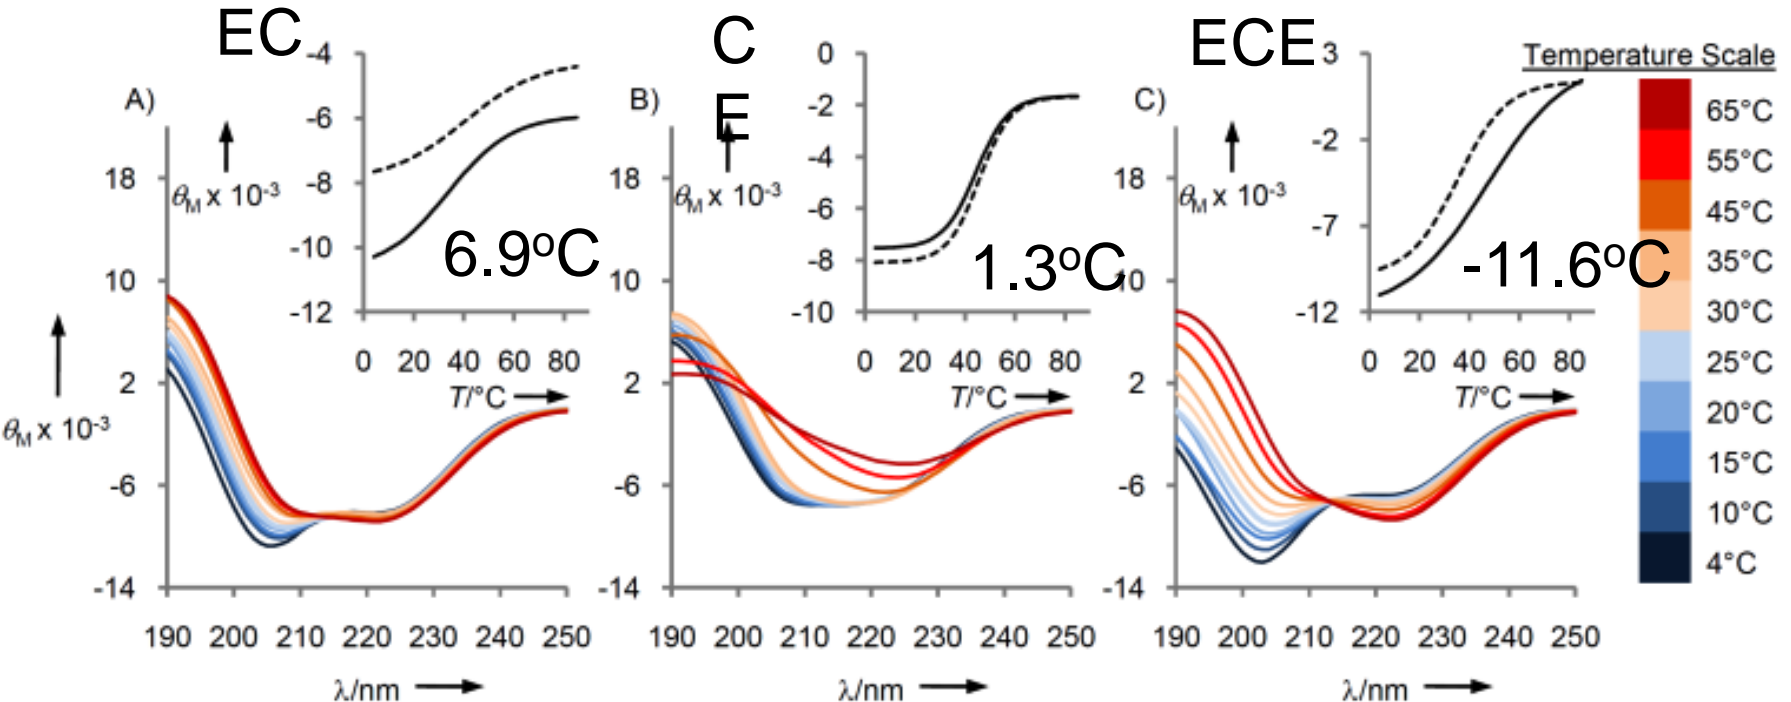 EC
C
E
ECE
A)
B)
C)
θM x 10-3
18
10
2
-6
-14
θM x 10-3
-4
-6
-8
-10
-12
0 20 40 60 80
T/°C
6.9oC
190 200 210 220 230 240 250
λ/nm
18
10
2
-6
-14
θM x 10-3
0
-2
-4
-6
-8
-10
0 20 40 60 80
T/°C
1.3oC
190 200 210 220 230 240 250
λ/nm
18
10
2
-6
-14
θM x 10-3
3
-2
-7
-12
0 20 40 60 80
T/°C
-11.6oC
190 200 210 220 230 240 250
λ/nm
Temperature Scale
65°C
55°C
45°C
35°C
30°C
25°C
20°C
15°C
10°C
4°C